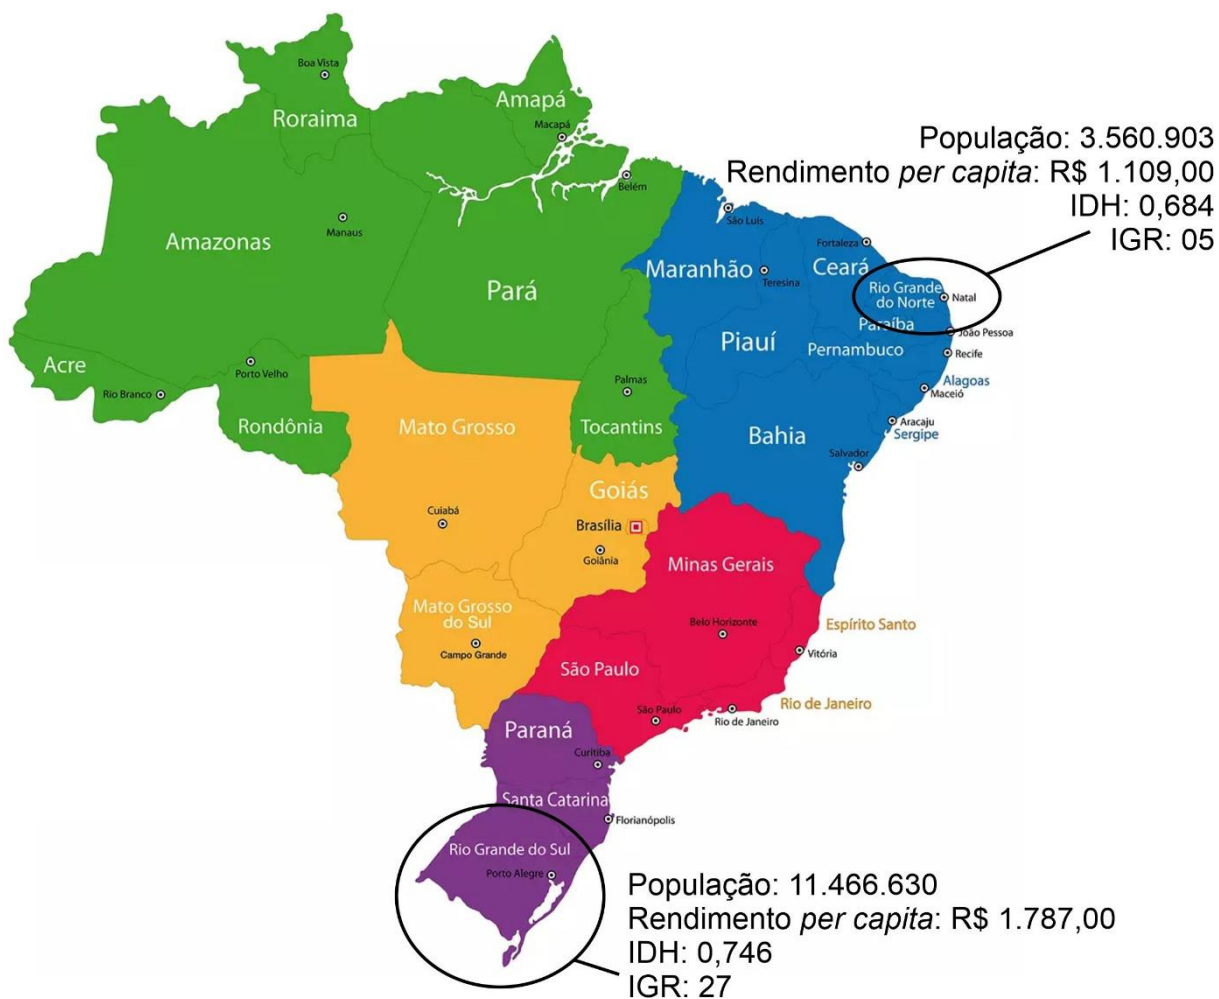 Boa Vista
Roraima
Amapá
Macapá
População: 3.560.903
Rendimento per capita: R$ 1.109,00
IDH: 0,684
IGR: 05
Belém
São Luís
Manaus
Amazonas
Fortaleza
Maranhão
Ceará
Teresina
Pará
Rio Grande
do Norte
Natal
Paraíba
João Pessoa
Piauí
Pernambuco
Recife
Acre
Porto Velho
Rio Branco
Palmas
Alagoas
Maceió
Rondônia
Mato Grosso
Tocantins
Bahia
Aracaju
Sergipe
Salvador
Goiás
Cuiabá
Brasília
Goiânia
Minas Gerais
Mato Grosso
do Sul
Campo Grande
Belo Horizonte
Espírito Santo
Vitória
São Paulo
São Paulo
Rio de Janeiro
Rio de Janeiro
Paraná
Curitiba
Santa Catarina
Florianópolis
Rio Grande do Sul
Porto Alegre
População: 11.466.630
Rendimento per capita: R$ 1.787,00
IDH: 0,746
IGR: 27